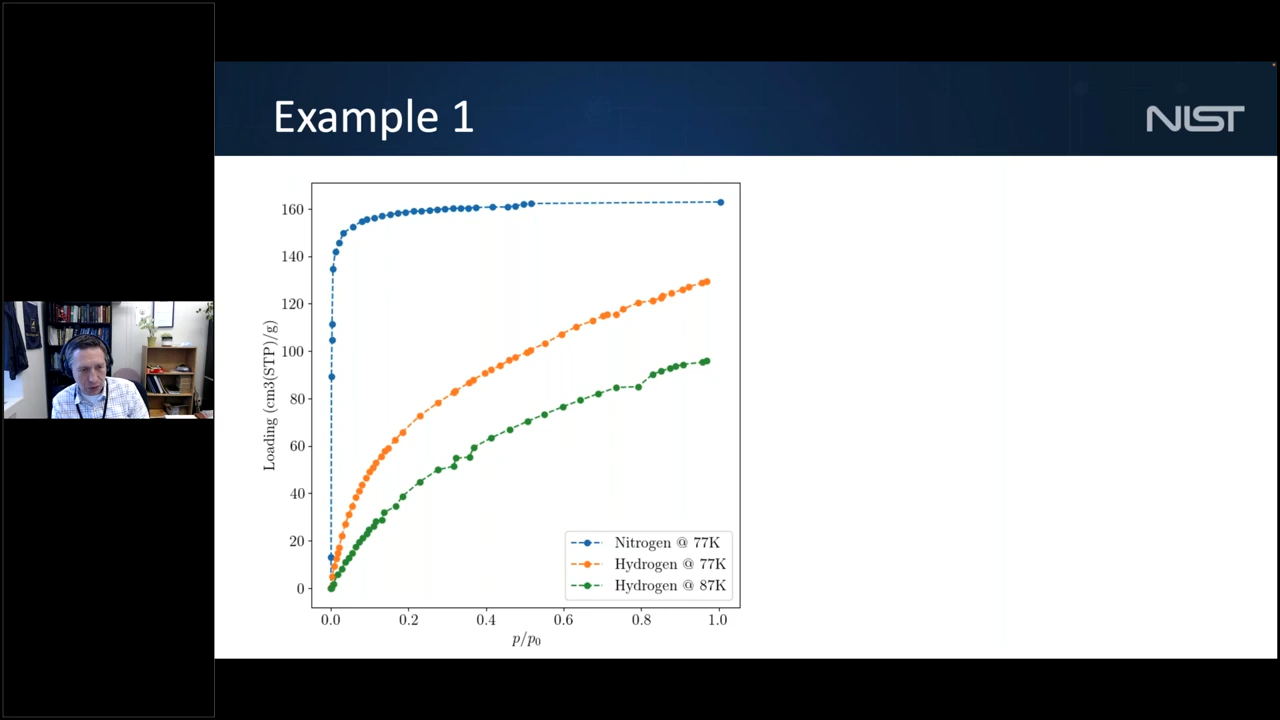 Example 1
NIST
160
140
120
100
80
60
40
20
0
Loading (cm3(STP)/g)
0.0 0.2 0.4 0.6 0.8 1.0
p/p0
Nitrogen @ 77K
Hydrogen @ 77K
Hydrogen @ 87K